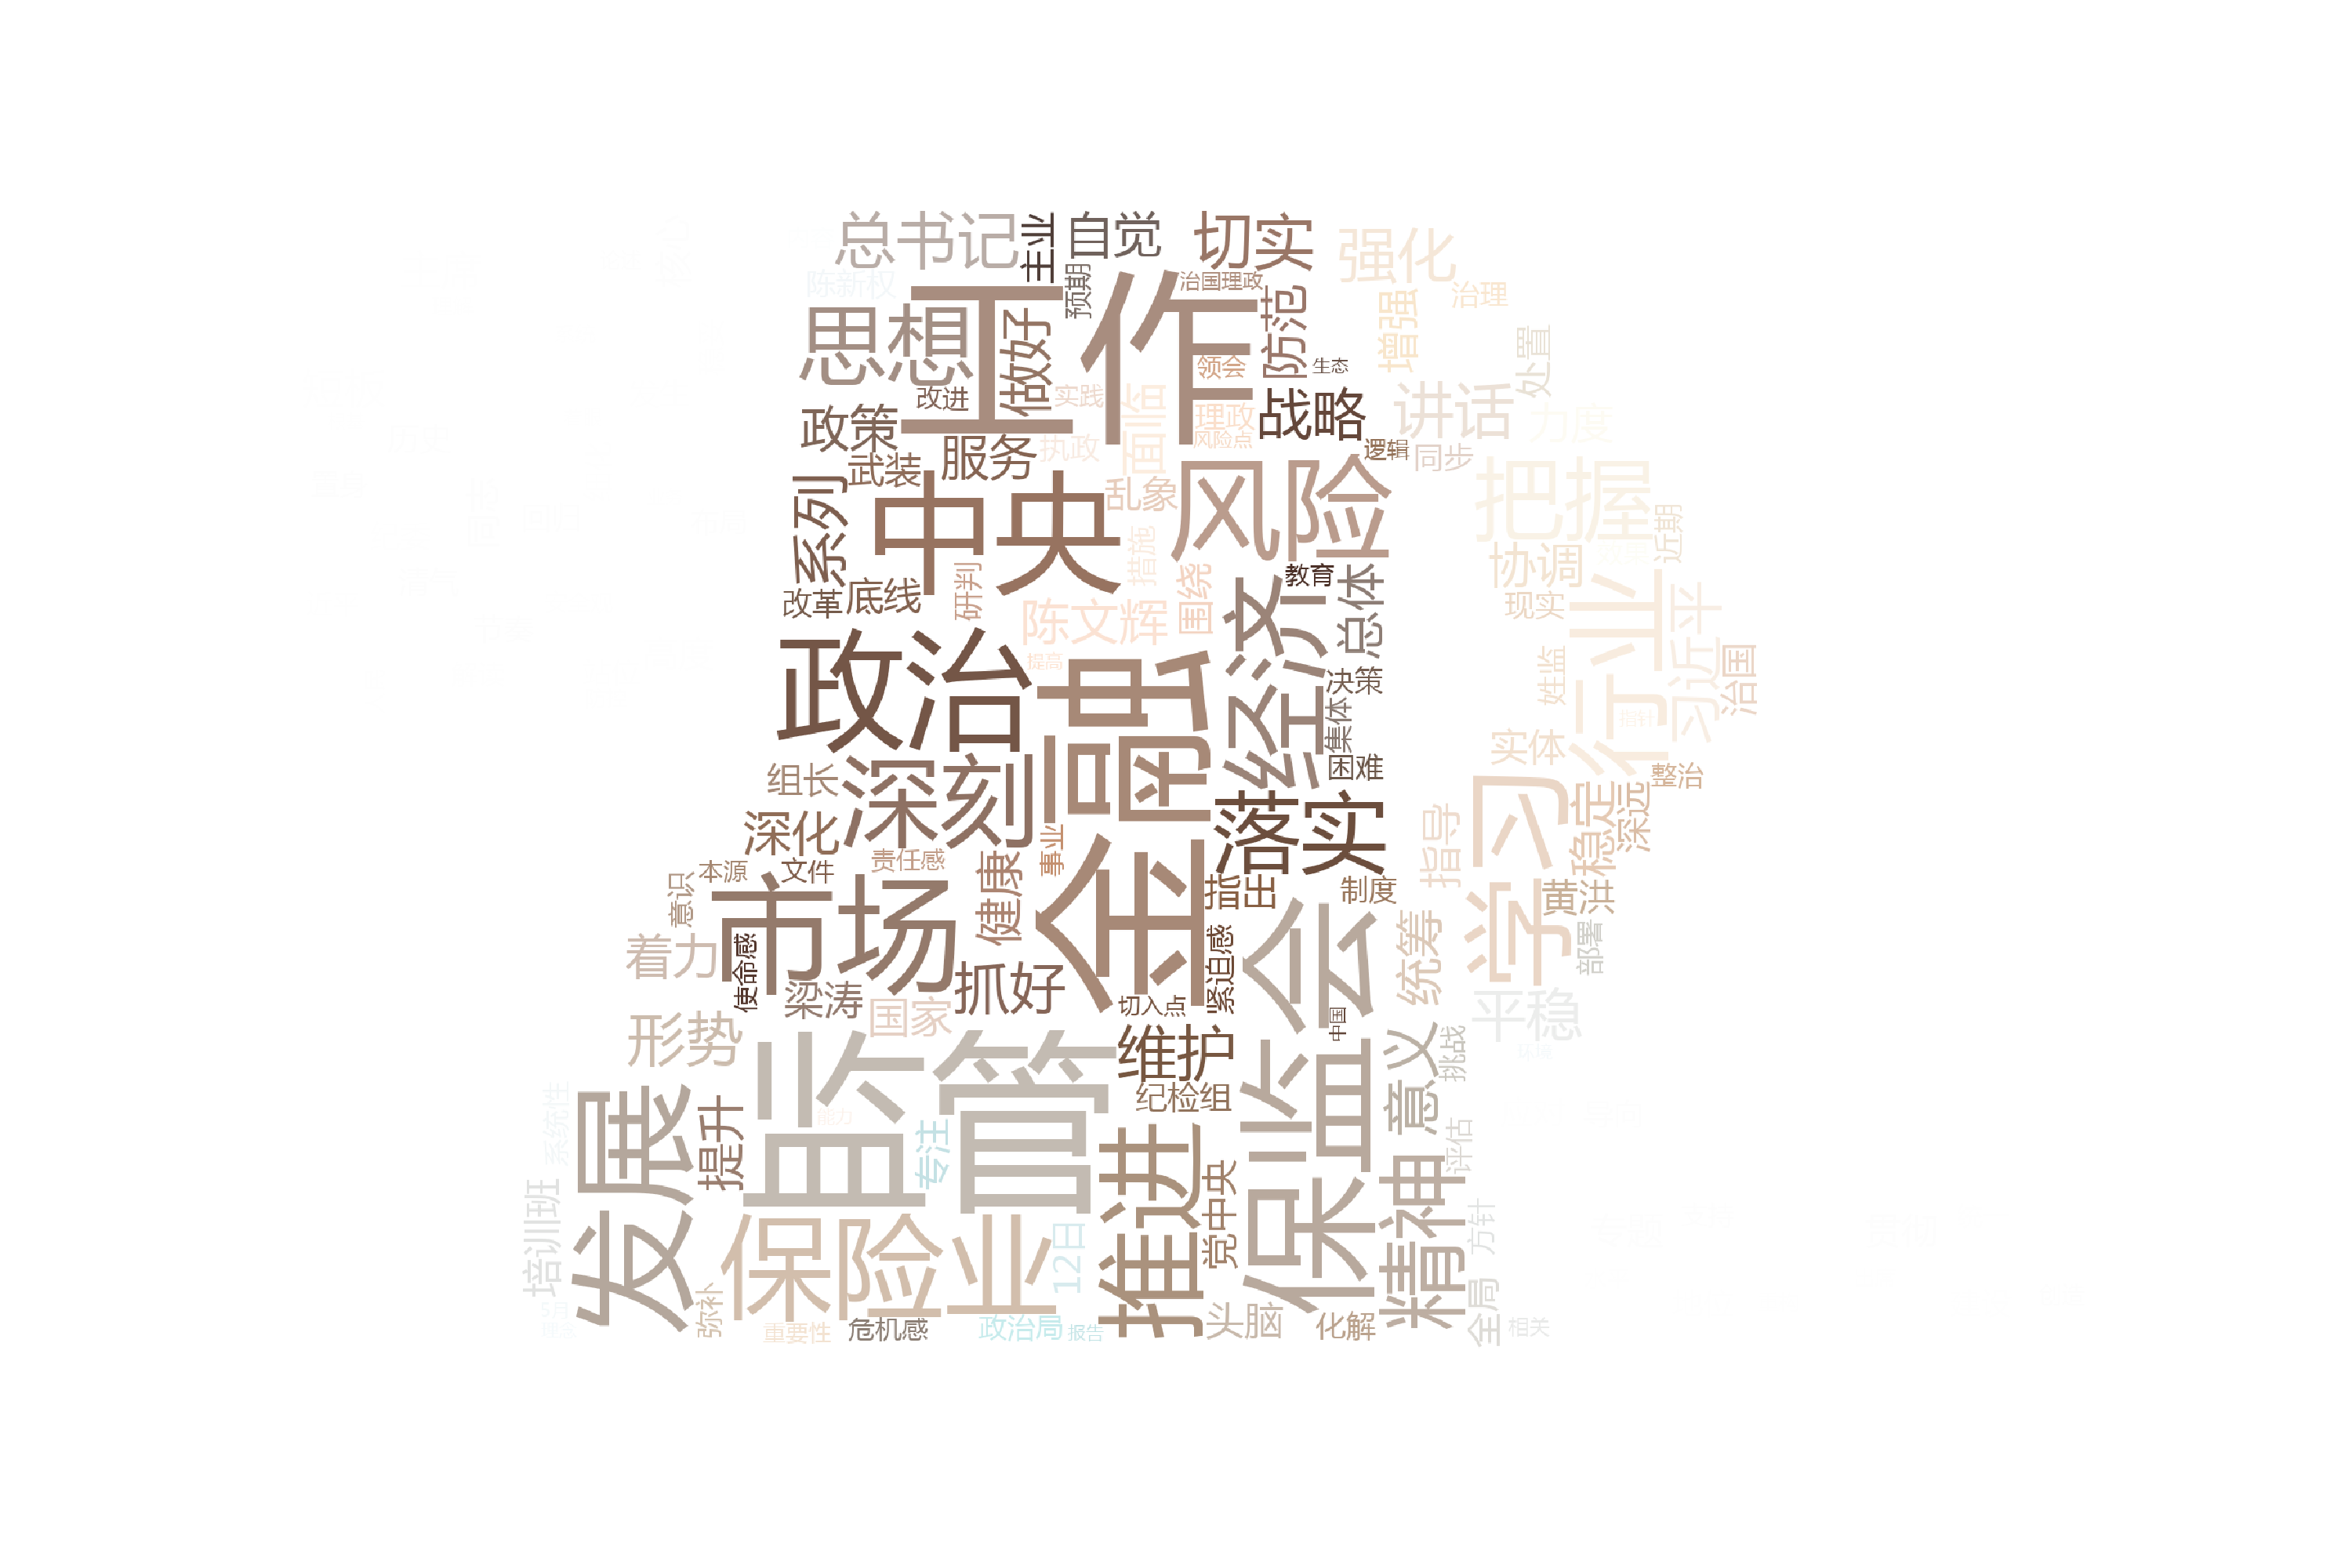 总书记
主业
自觉
切实
强化
陈新权
预期
治国理政
增强
治理
工作
思想
做好
防范
处置
领会
生态
改进
实践
面临
理政
战略
讲话
力度
政策
服务
执政
风险点
逻辑
同步
武装
系列
中央
乱象
风险
把握
近期
措施
协调
改革
底线
研判
陈文辉
围绕
教育
总体
现实
行业
习近平
政治
提高
金融
经济
决策
集体
困难
姓监
治国
指针
实体
组长
深刻
深化
落实
学习
稳定
深远
整治
本源
文件
责任感
事业
健康
指出
制度
指导
黄洪
意识
市场
着力
使命感
梁涛
国家
抓好
切入点
紧迫感
保监会
中国
统筹
部署
平稳
形势
监管
维护
纪检组
意义
挑战
系统性
发展
提升
能力
专注
推进
党中央
精神
评估
培训班
保险业
12日
方针
弥补
重要性
危机感
政治局
报告
头脑
化解
全局
相关